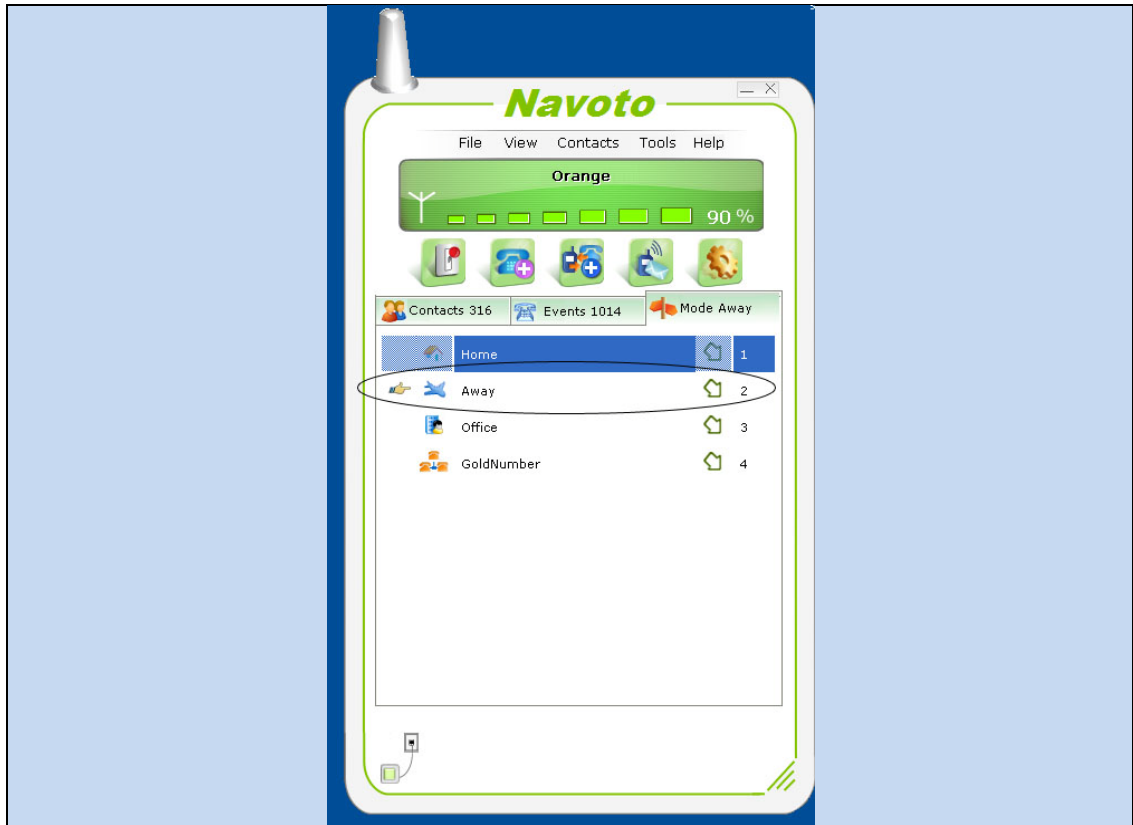 Navoto
File View Contacts Tools Help
Orange
90 %
Contacts 316 Events 1014 Mode Away
Home 1
Away 2
Office 3
GoldNumber 4